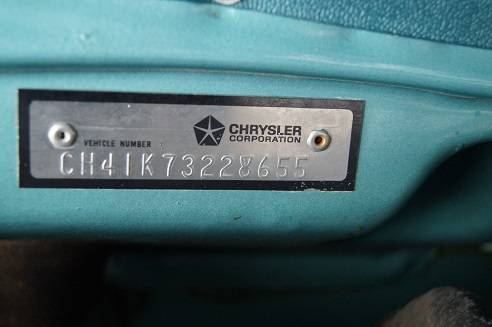 CHRYSLER
CORPORATION
VEHICLE NUMBER
CH41K73228655